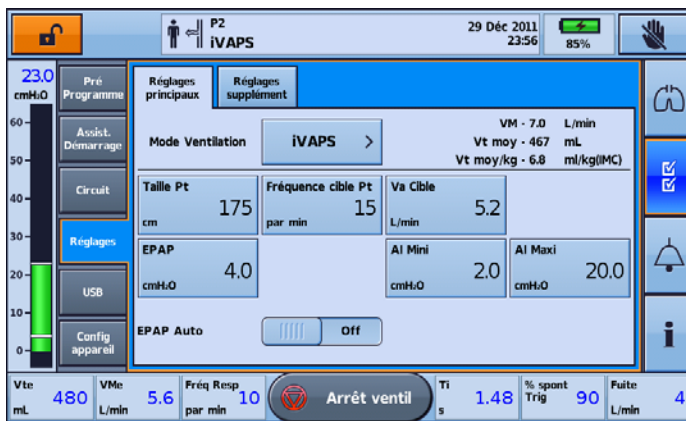 P2
iVAPS
29 Déc 2011
23:56
85%
23.0
cmH₂O
60
50
40
30
20
10
0
Pré
Programme
Assist.
Démarrage
Circuit
Réglages
USB
Config
appareil
Réglages
principaux
Réglages
supplément
Mode Ventilation
iVAPS >
VM - 7.0 L/min
Vt moy - 467 mL
Vt moy/kg - 6.8 ml/kg(IMC)
Taille Pt
175
cm
Fréquence cible Pt
15
par min
Va Cible
5.2
L/min
EPAP
4.0
cmH₂O
AI Mini
2.0
cmH₂O
AI Maxi
20.0
cmH₂O
EPAP Auto
Off
Vte
480
mL
VMe
5.6
L/min
Fréq Resp
10
par min
Arrêt ventil
Ti
1.48
s
% spont
Trig
90
Fuite
4
L/min